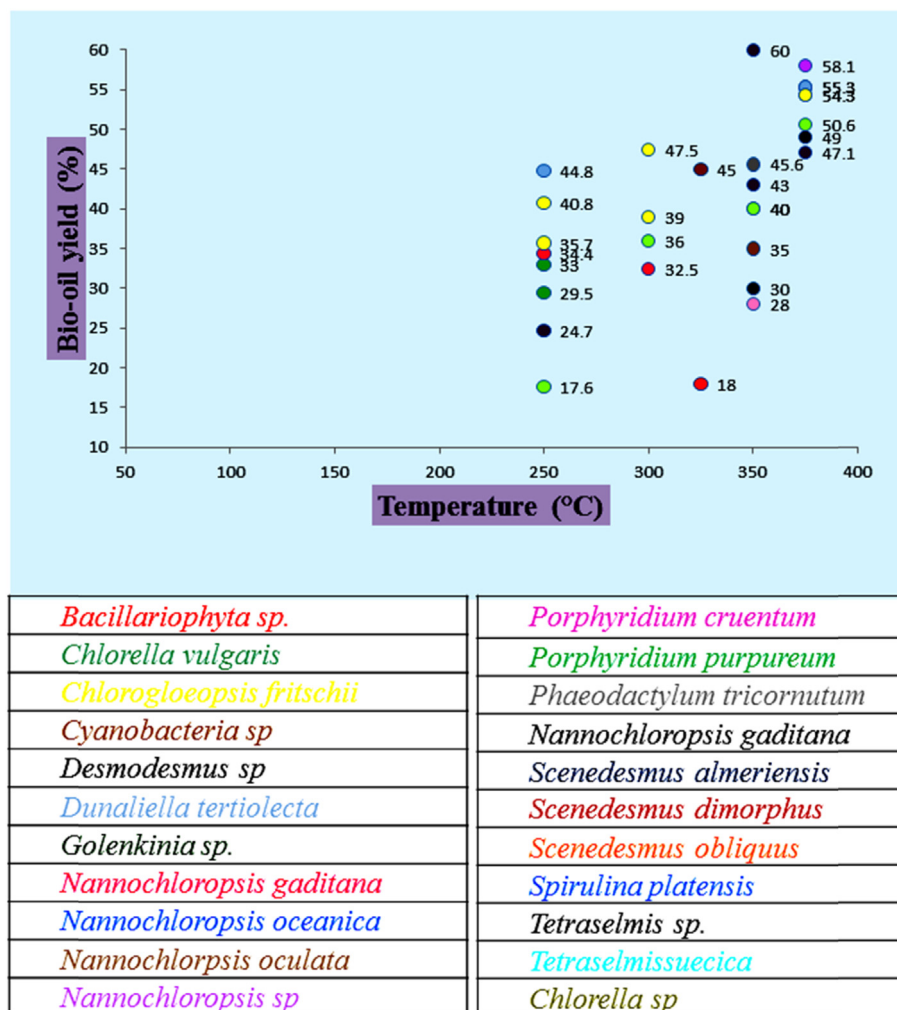 60
55
50
45
40
35
30
25
20
15
10
Bio-oil yield (%)
50
100
150
200
250
300
350
400
Temperature (°C)
44.8
40.8
35.7
34.4
33
29.5
24.7
17.6
47.5
39
36
32.5
45
18
60
45.6
43
40
35
30
28
58.1
55.3
54.3
50.6
49
47.1
Bacillariophyta sp.
Chlorella vulgaris
Chlorogloeopsis fritschii
Cyanobacteria sp
Desmodesmus sp
Dunaliella tertiolecta
Golenkinia sp.
Nannochloropsis gaditana
Nannochloropsis oceanica
Nannochlorpsis oculata
Nannochloropsis sp
Porphyridium cruentum
Porphyridium purpureum
Phaeodactylum tricornutum
Nannochloropsis gaditana
Scenedesmus almeriensis
Scenedesmus dimorphus
Scenedesmus obliquus
Spirulina platensis
Tetraselmis sp.
Tetraselmissuecica
Chlorella sp